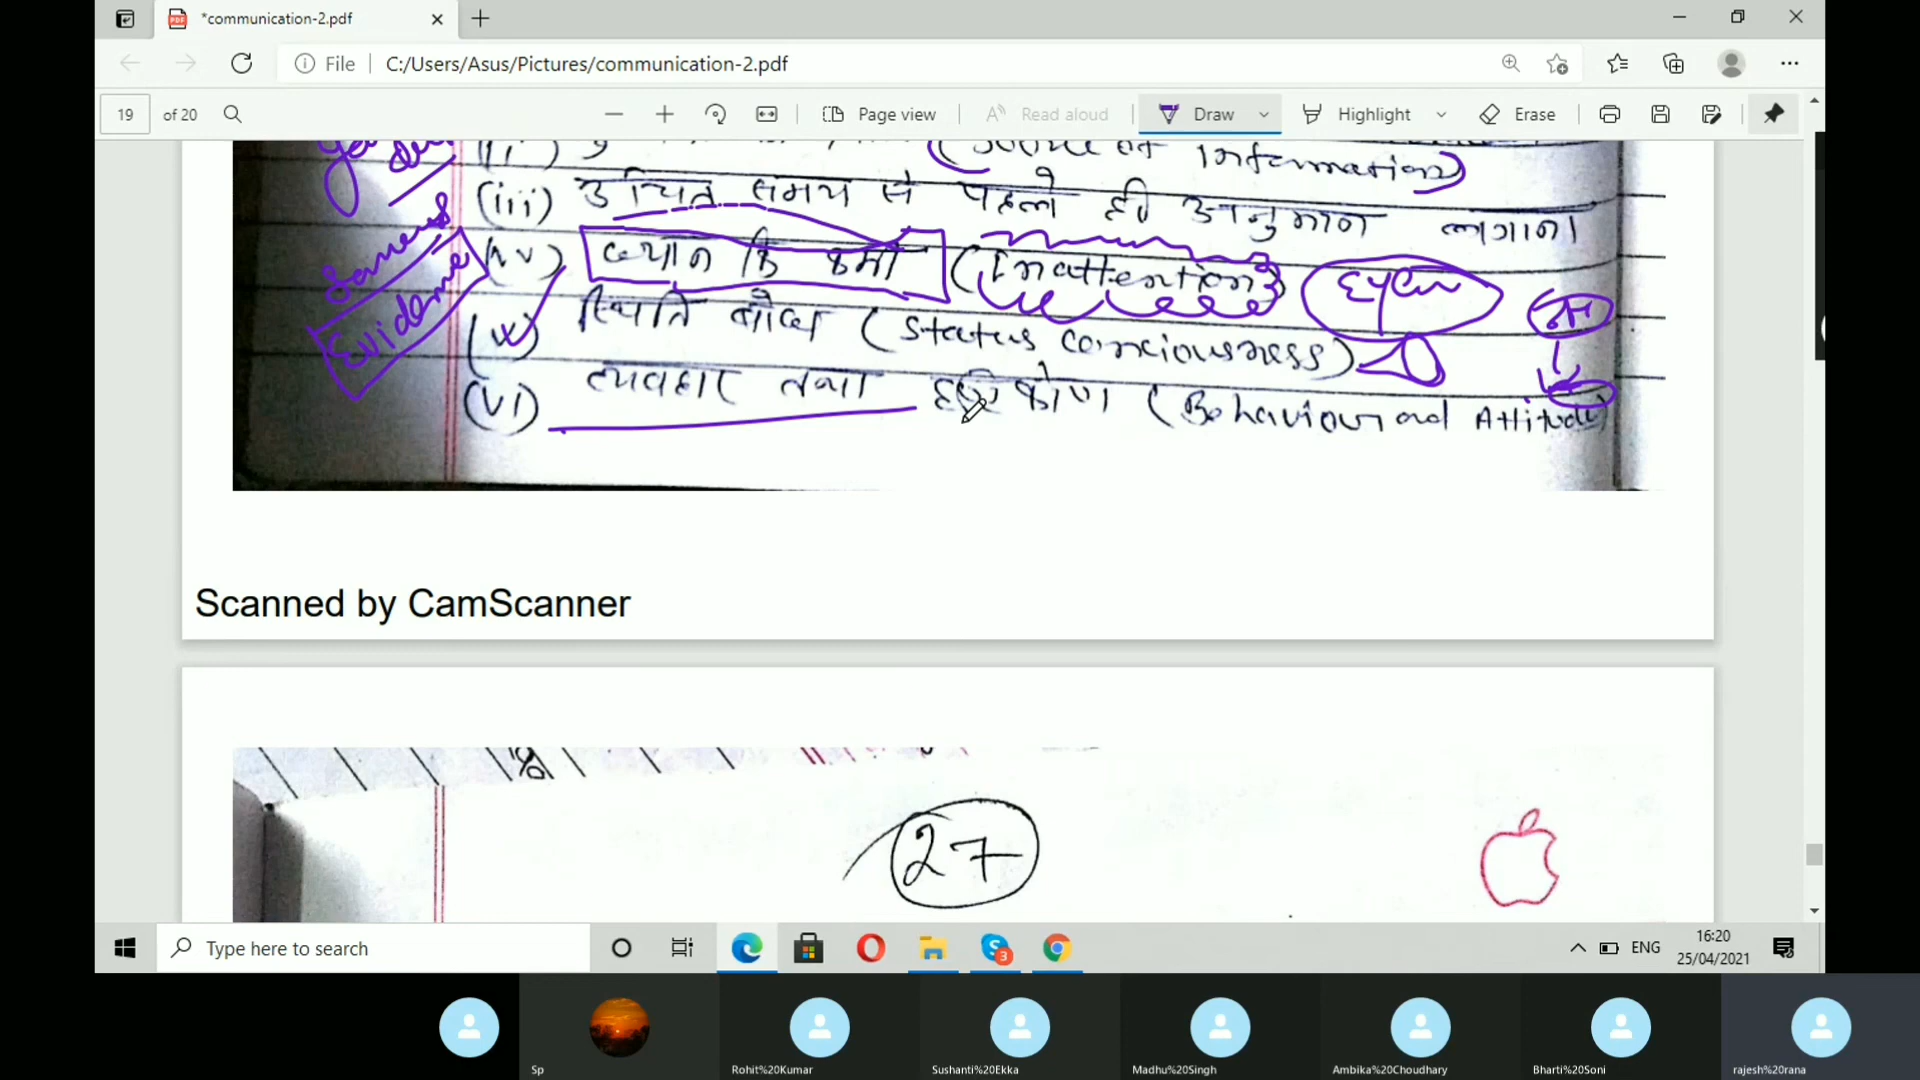 *communication-2.pdf
File C:/Users/Asus/Pictures/communication-2.pdf
19 of 20 Page view Read aloud Draw Highlight Erase
Information)
(iii) उचित समय से पहले ही अनुमान लगाना
(iv) ध्यान कि कमी (Inattention)
(v) स्थिति बोध (Status Consciousness)
(vi) व्यवहार तथा दृष्टिकोण (Behaviour and Attitude)
Evidence
Scanned by CamScanner
27
Type here to search
3
ENG
16:20
25/04/2021
Sp
Rohit%20Kumar
Sushanti%20Ekka
Madhu%20Singh
Ambika%20Choudhary
Bharti%20Soni
rajesh%20rana